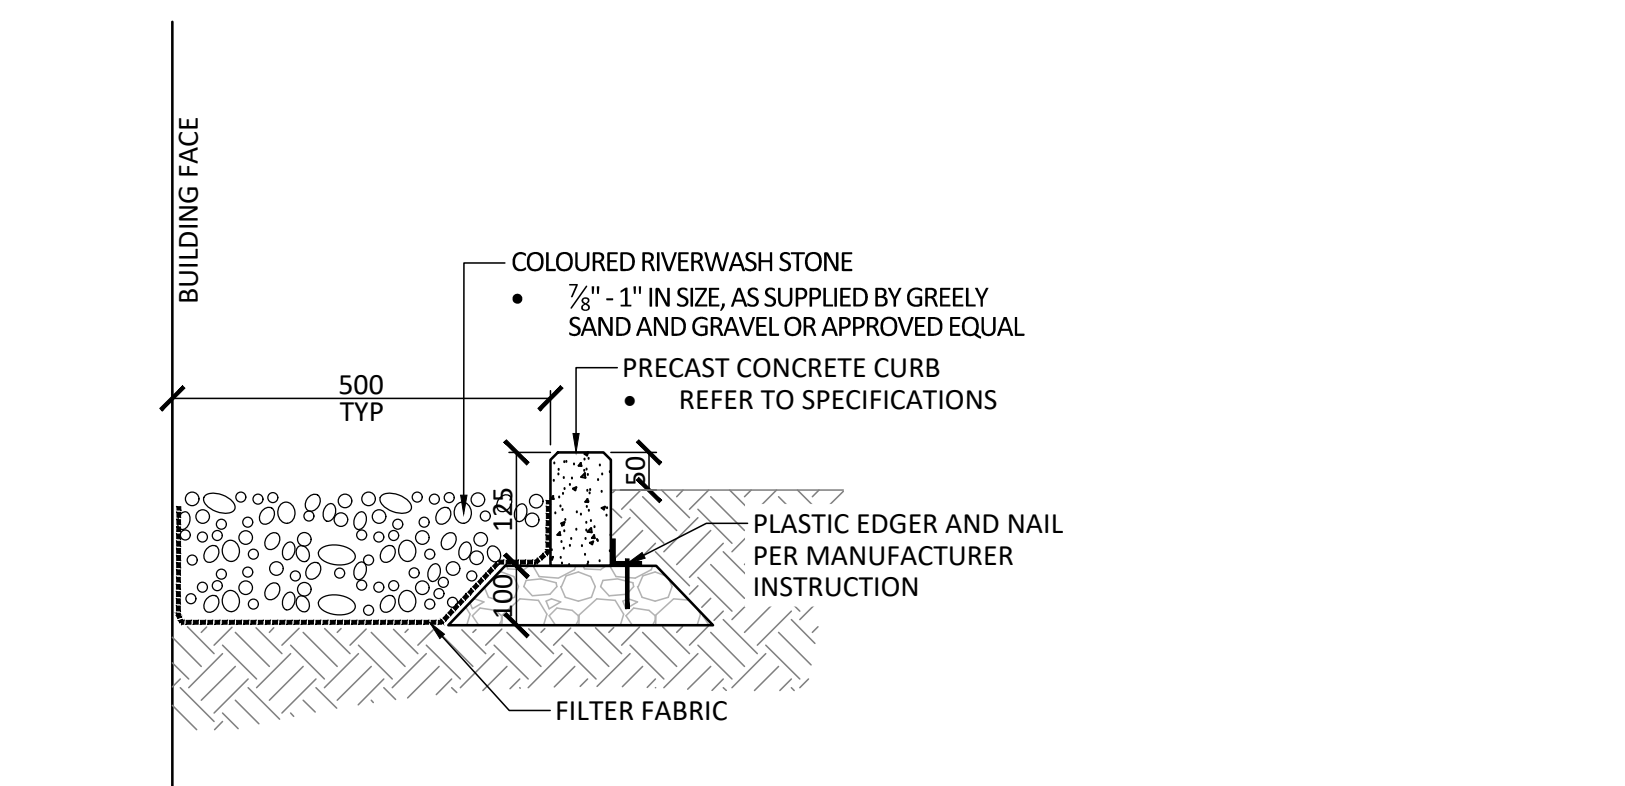 BUILDING FACE
COLOURED RIVERWASH STONE
• ⅞" - 1" IN SIZE, AS SUPPLIED BY GREELY
SAND AND GRAVEL OR APPROVED EQUAL
PRECAST CONCRETE CURB
• REFER TO SPECIFICATIONS
500
TYP
125
50
100
PLASTIC EDGER AND NAIL
PER MANUFACTURER
INSTRUCTION
FILTER FABRIC